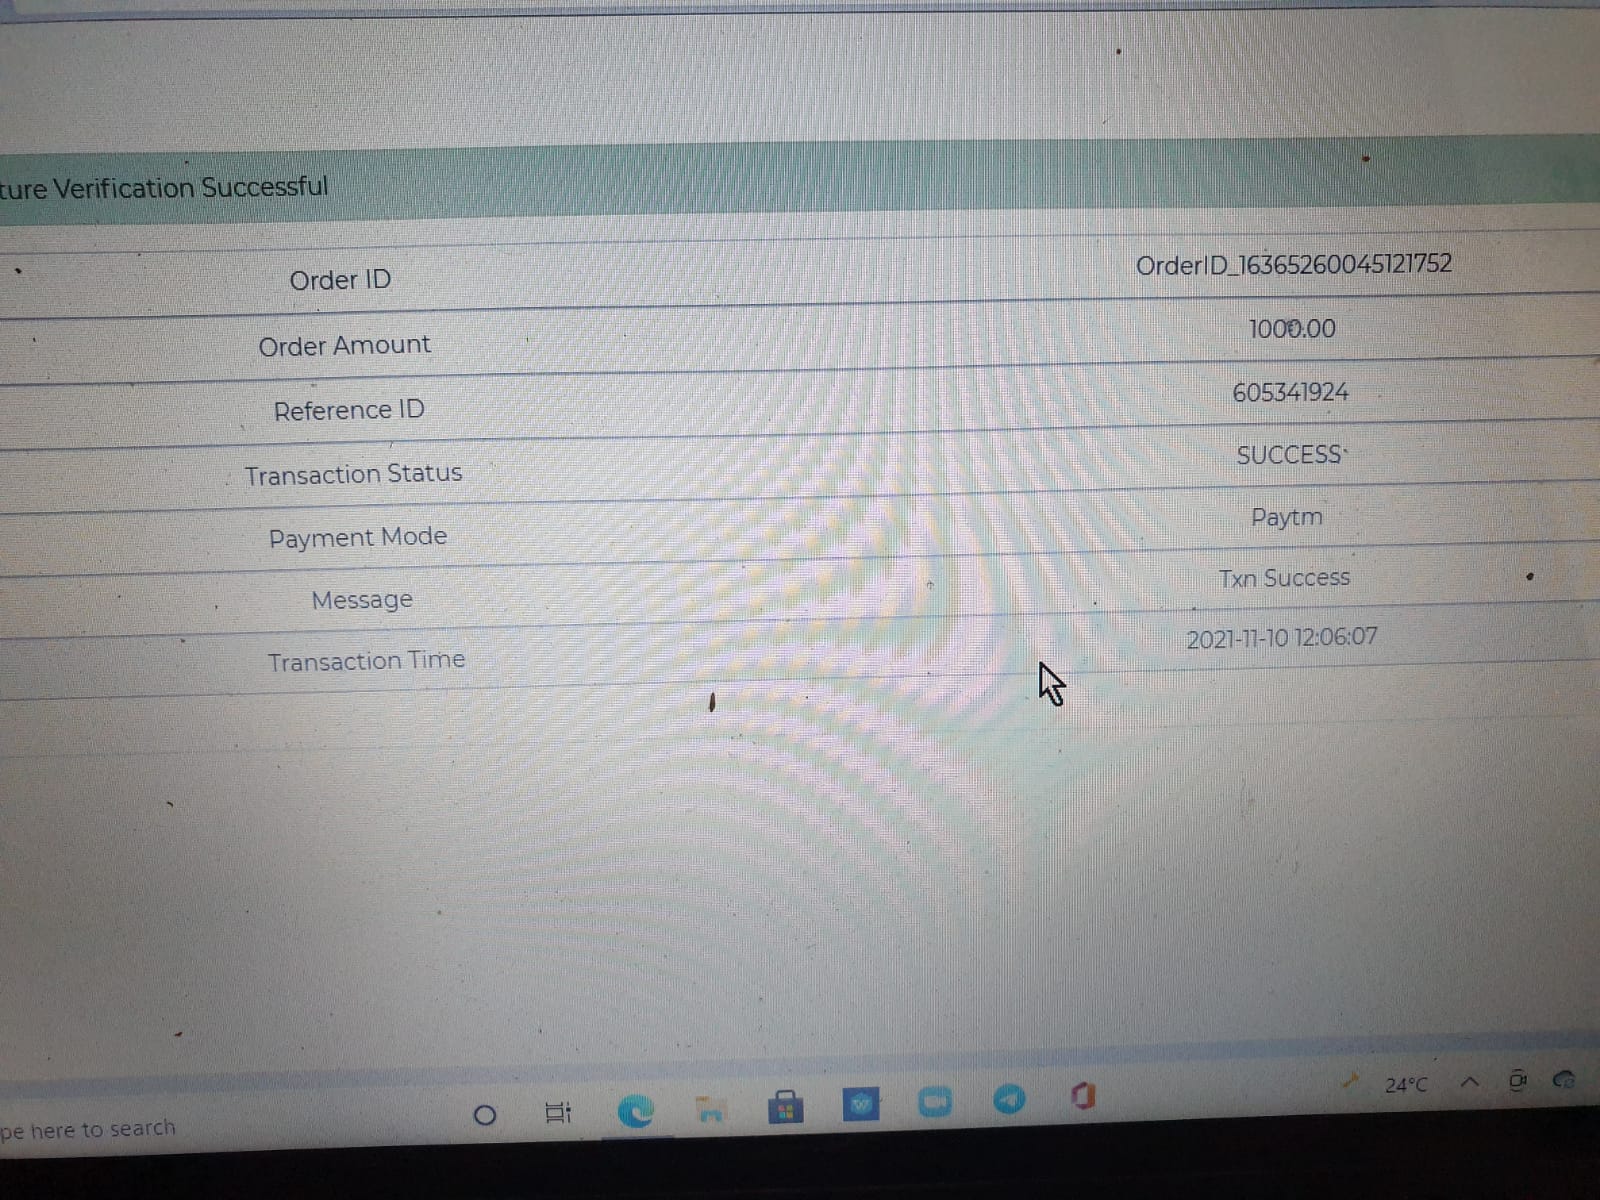 ture Verification Successful
Order ID OrderID_16365260045121752
Order Amount 1000.00
Reference ID 605341924
Transaction Status SUCCESS
Payment Mode Paytm
Message Txn Success
Transaction Time 2021-11-10 12:06:07
pe here to search 24°C